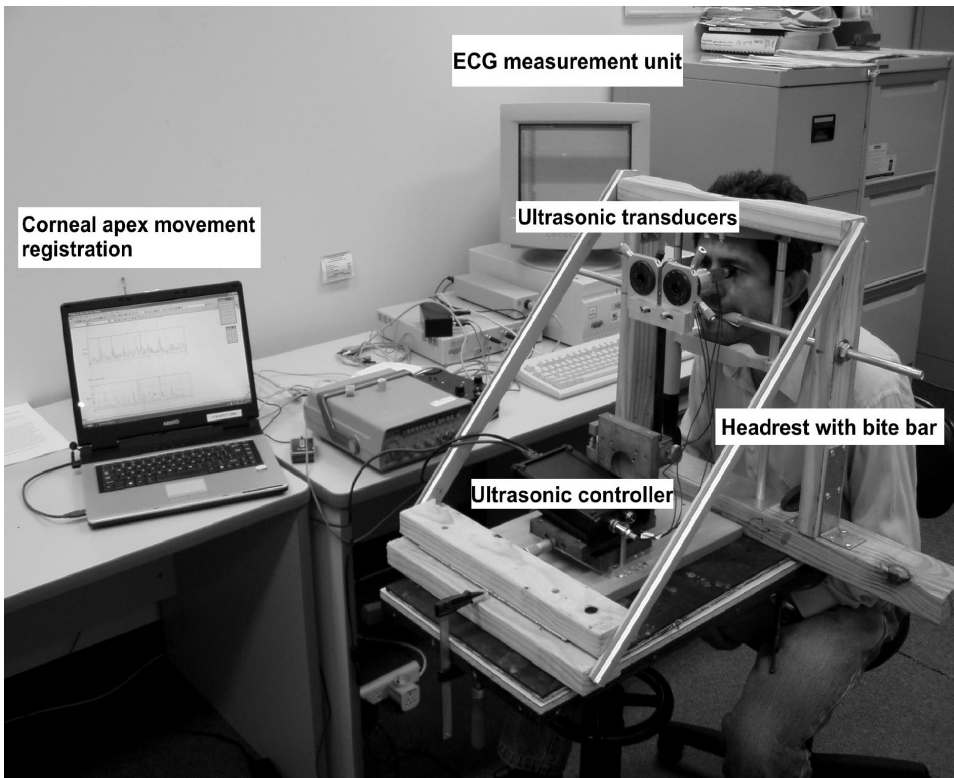 ECG measurement unit
Ultrasonic transducers
Corneal apex movement
registration
Headrest with bite bar
Ultrasonic controller